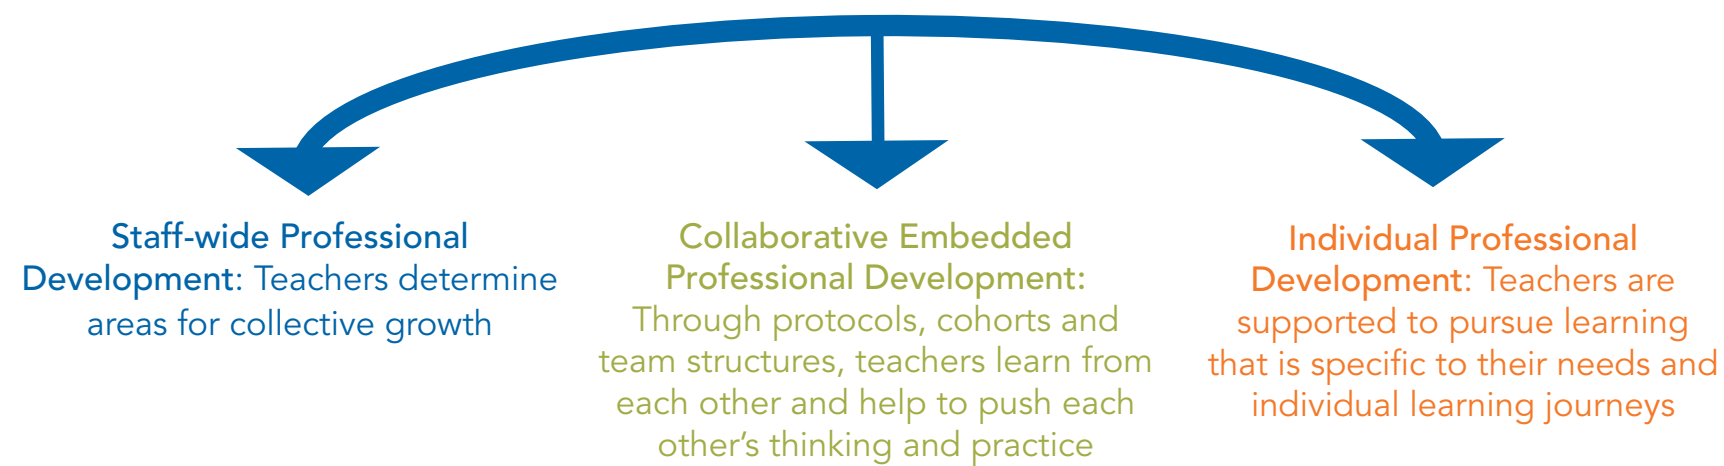 Staff-wide Professional
Development: Teachers determine
areas for collective growth
Collaborative Embedded
Professional Development:
Through protocols, cohorts and
team structures, teachers learn from
each other and help to push each
other’s thinking and practice
Individual Professional
Development: Teachers are
supported to pursue learning
that is specific to their needs and
individual learning journeys